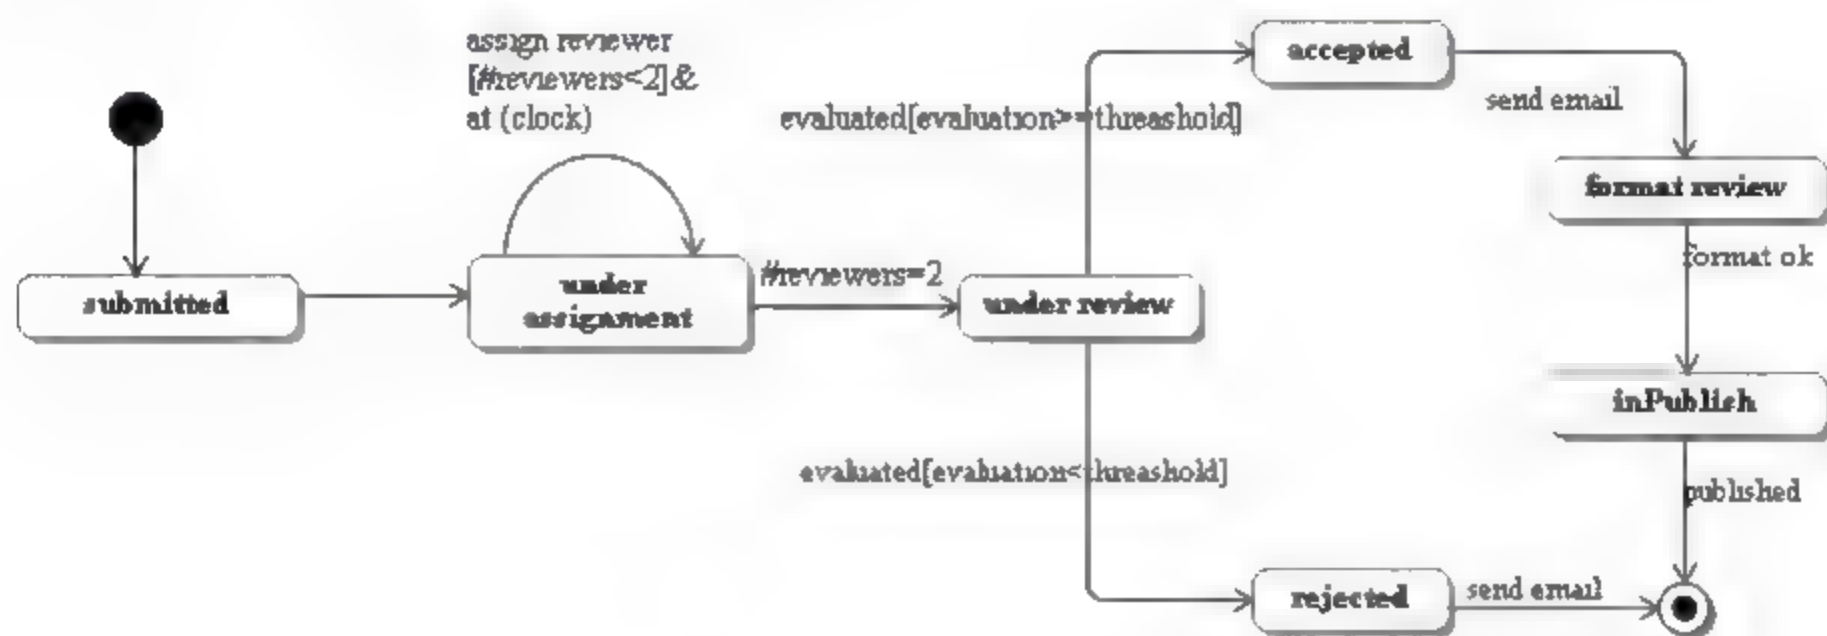 assign reviewer
[#reviewers<2]&
at (clock)
accepted
send email
evaluated[evaluation>=threashold]
format review
format ok
submitted
under
assignment
#reviewers=2
under review
inPublish
evaluated[evaluation<threashold]
published
rejected
send email